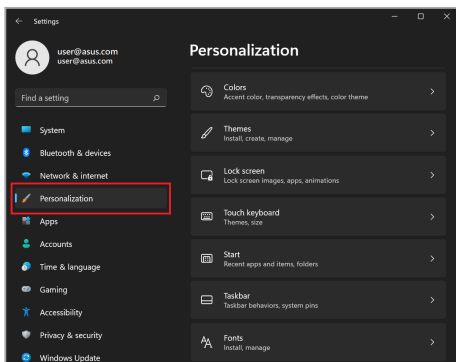 Settings
user@asus.com
user@asus.com
Find a setting
System
Bluetooth & devices
Network & internet
Personalization
Apps
Accounts
Time & language
Gaming
Accessibility
Privacy & security
Windows Update
Personalization
Colors
Accent color, transparency effects, color theme
Themes
Install, create, manage
Lock screen
Lock screen images, apps, animations
Touch keyboard
Themes, size
Start
Recent apps and items, folders
Taskbar
Taskbar behaviors, system pins
Fonts
Install, manage